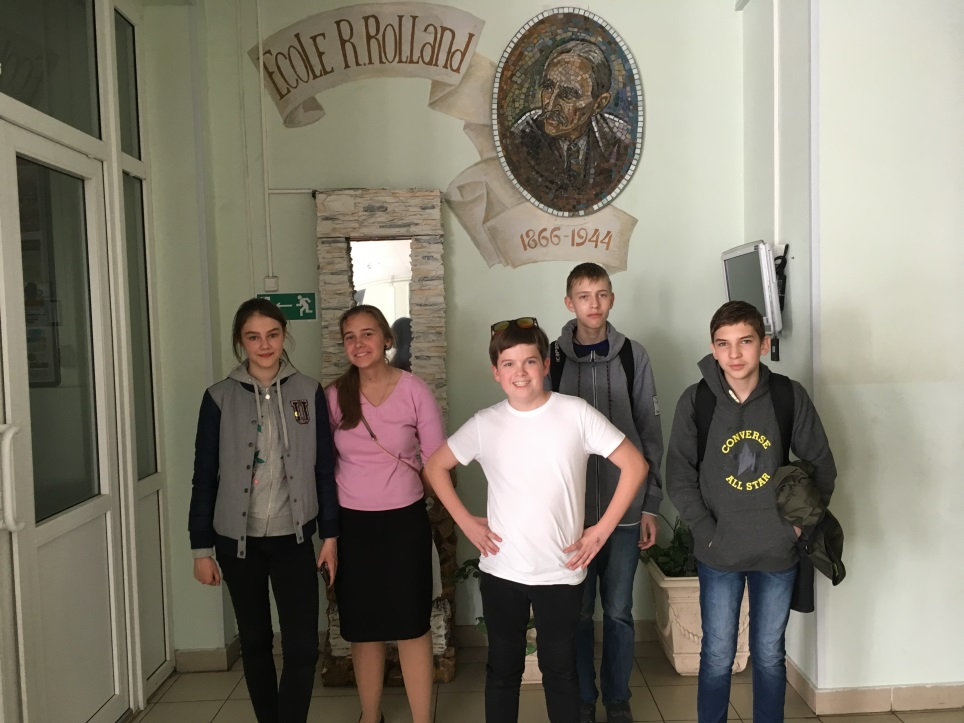 ECOLE R. ROLLAND
1866-1944
CONVERSE
ALL STAR